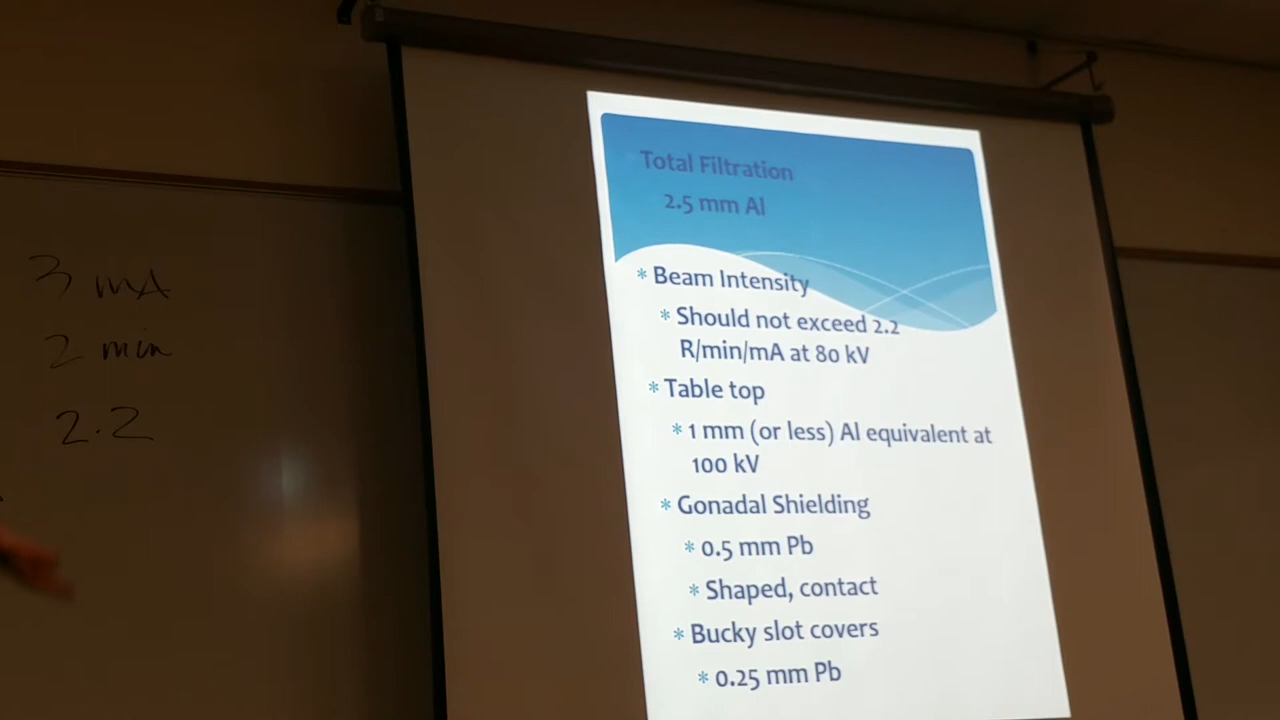 3 mA
2 min
2.2
Total Filtration
2.5 mm Al
* Beam Intensity
* Should not exceed 2.2
R/min/mA at 80 kV
* Table top
* 1 mm (or less) Al equivalent at
100 kV
* Gonadal Shielding
* 0.5 mm Pb
* Shaped, contact
* Bucky slot covers
* 0.25 mm Pb